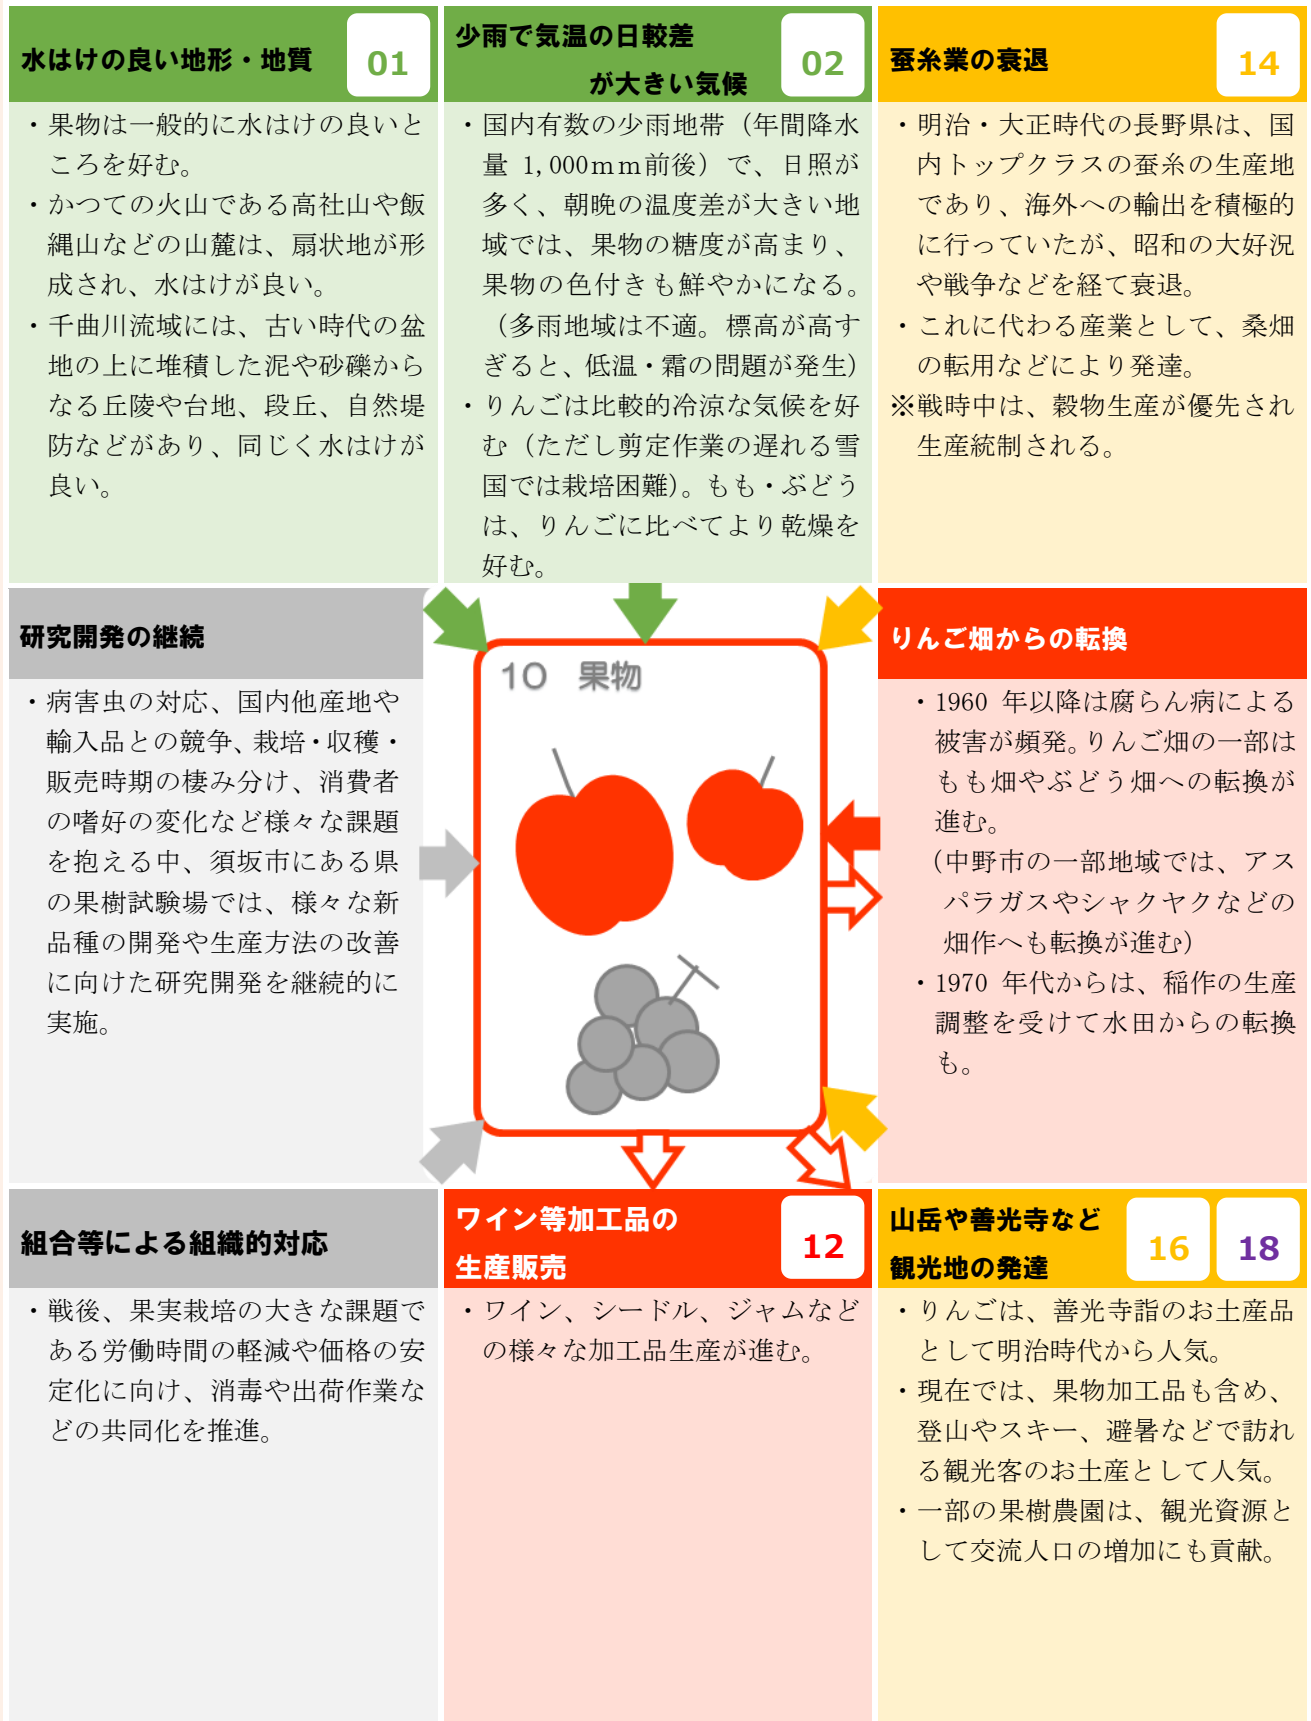 水はけの良い地形・地質
01
・果物は一般的に水はけの良いと
ころを好む。
・かつての火山である高社山や飯
縄山などの山麓は、扇状地が形
成され、水はけが良い。
・千曲川流域には、古い時代の盆
地の上に堆積した泥や砂礫から
なる丘陵や台地、段丘、自然堤
防などがあり、同じく水はけが
良い。
少雨で気温の日較差
が大きい気候
02
・国内有数の少雨地帯（年間降水
量 1,000mm前後）で、日照が
多く、朝晩の温度差が大きい地
域では、果物の糖度が高まり、
果物の色付きも鮮やかになる。
（多雨地域は不適。標高が高す
ぎると、低温・霜の問題が発生）
・りんごは比較的冷涼な気候を好
む（ただし剪定作業の遅れる雪
国では栽培困難）。もも・ぶどう
は、りんごに比べてより乾燥を
好む。
蚕糸業の衰退
14
・明治・大正時代の長野県は、国
内トップクラスの蚕糸の生産地
であり、海外への輸出を積極的
に行っていたが、昭和の大好況
や戦争などを経て衰退。
・これに代わる産業として、桑畑
の転用などにより発達。
※戦時中は、穀物生産が優先され
生産統制される。
研究開発の継続
・病害虫の対応、国内他産地や
輸入品との競争、栽培・収穫・
販売時期の棲み分け、消費者
の嗜好の変化など様々な課題
を抱える中、須坂市にある県
の果樹試験場では、様々な新
品種の開発や生産方法の改善
に向けた研究開発を継続的に
実施。
10 果物
りんご畑からの転換
・1960 年以降は腐らん病による
被害が頻発。りんご畑の一部は
もも畑やぶどう畑への転換が
進む。
（中野市の一部地域では、アス
パラガスやシャクヤクなどの
畑作へも転換が進む）
・1970 年代からは、稲作の生産
調整を受けて水田からの転換
も。
組合等による組織的対応
・戦後、果実栽培の大きな課題で
ある労働時間の軽減や価格の安
定化に向け、消毒や出荷作業な
どの共同化を推進。
ワイン等加工品の
生産販売
12
・ワイン、シードル、ジャムなど
の様々な加工品生産が進む。
山岳や善光寺など
観光地の発達
16
18
・りんごは、善光寺詣のお土産品
として明治時代から人気。
・現在では、果物加工品も含め、
登山やスキー、避暑などで訪れ
る観光客のお土産として人気。
・一部の果樹農園は、観光資源と
して交流人口の増加にも貢献。